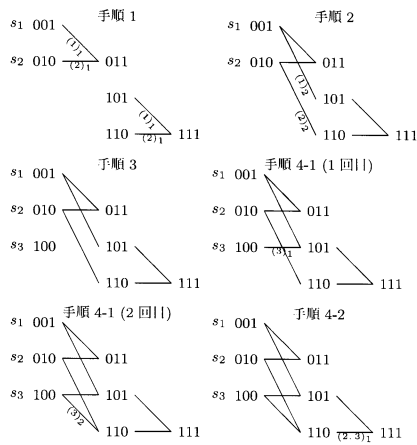 手順 1
s1 001
(1)1
s2 010 (2)1 011
101
(1)1
110 (2)1 111
手順 2
s1 001
s2 010 011
(1)2
101
(2)2
110 111
手順 3
s1 001
s2 010 011
s3 100 101
110 111
手順 4-1 (1 回目)
s1 001
s2 010 011
s3 100 (3)1 101
110 111
手順 4-1 (2 回目)
s1 001
s2 010 011
s3 100 101
(3)2
110 111
手順 4-2
s1 001
s2 010 011
s3 100 101
110 (2.3)1 111